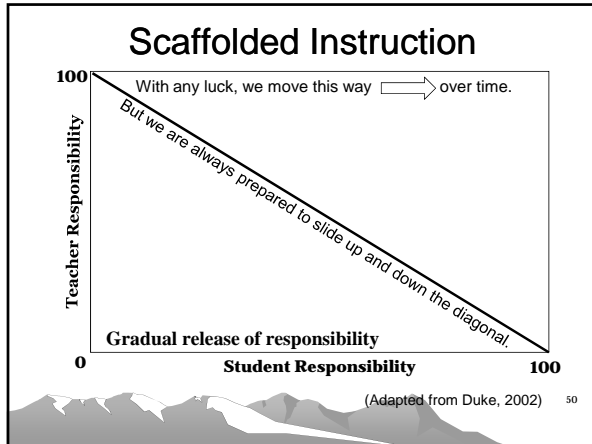 Scaffolded Instruction
100
With any luck, we move this way over time.
But we are always prepared to slide up and down the diagonal.
Teacher Responsibility
Gradual release of responsibility
0
Student Responsibility
100
(Adapted from Duke, 2002)
50